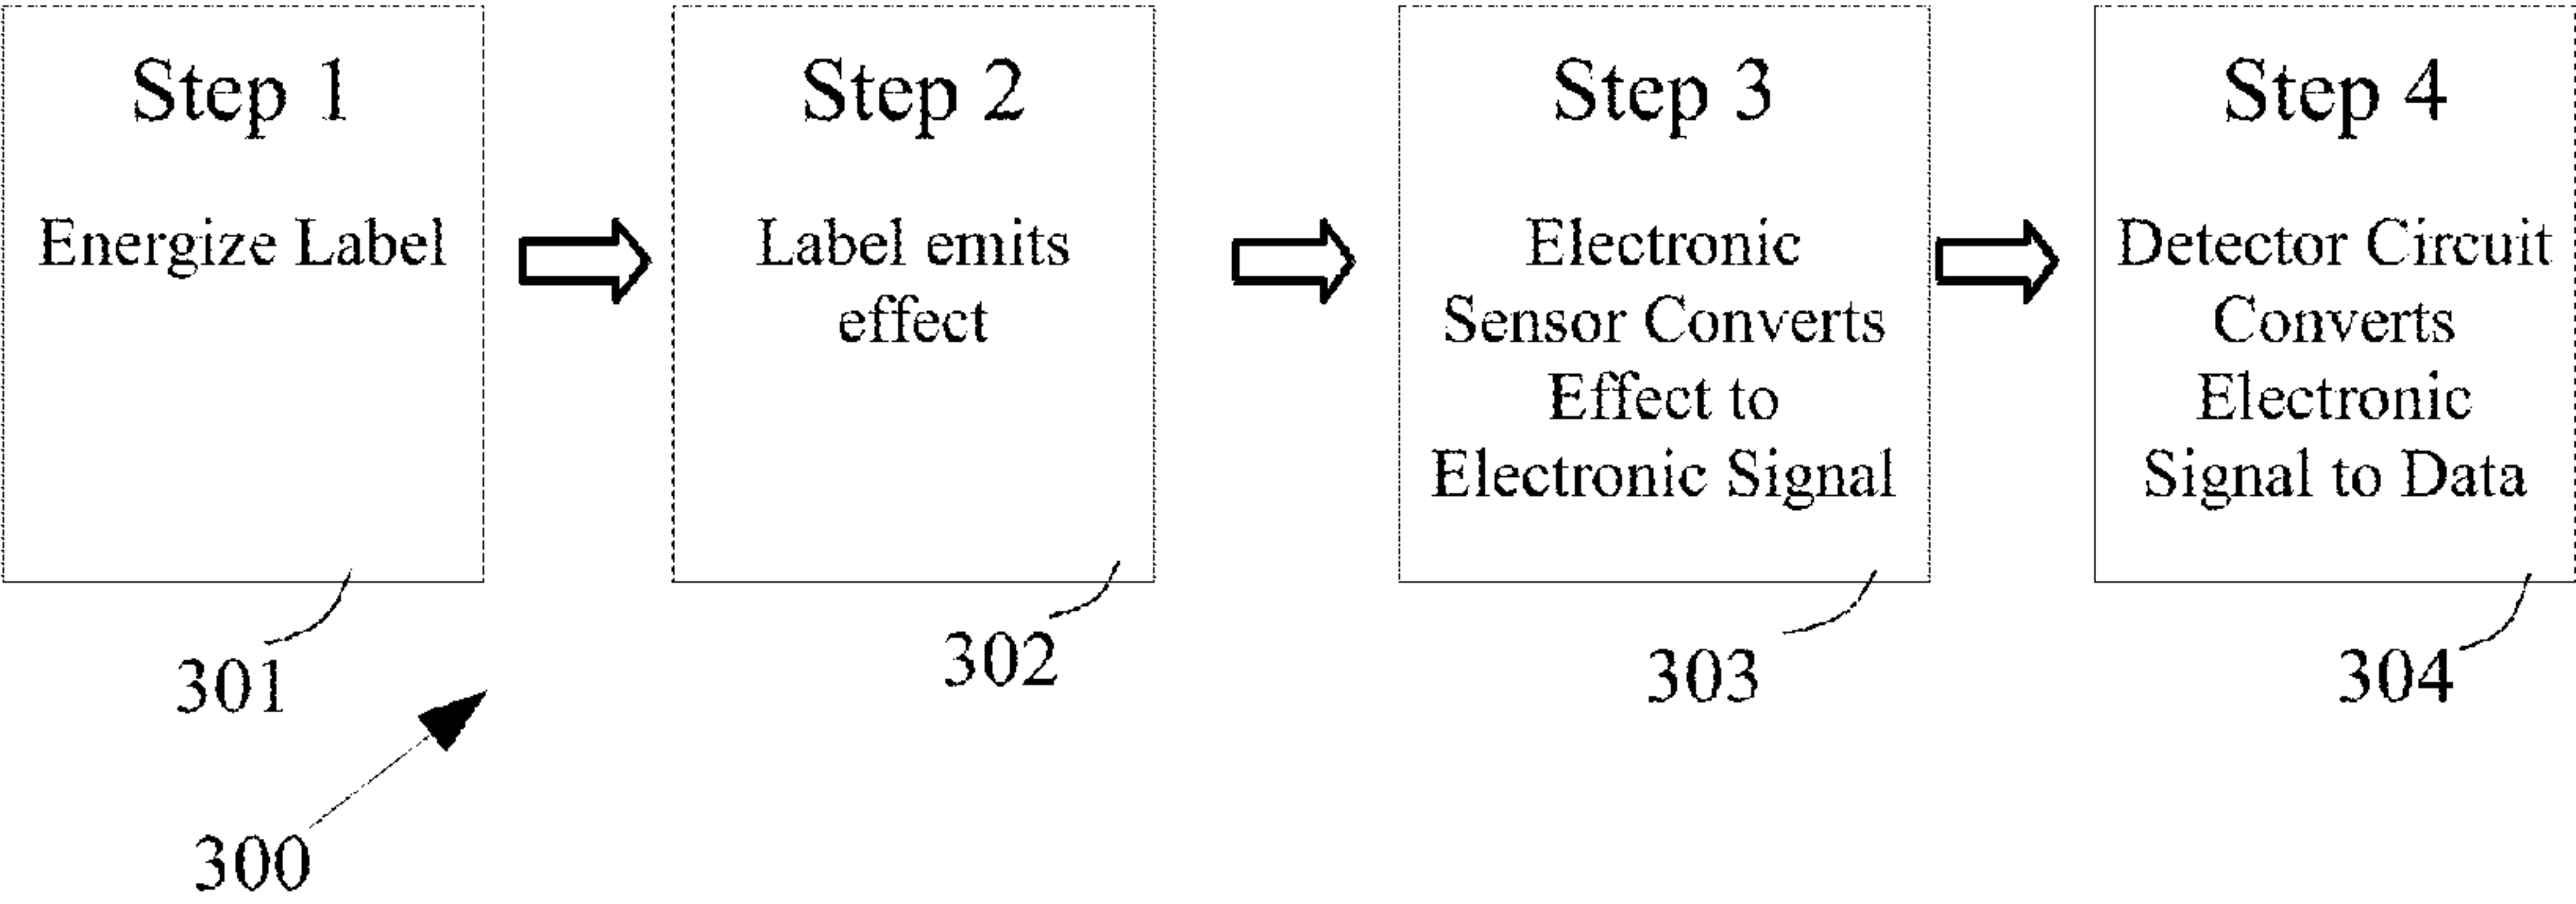 Step 1
Energize Label
301
Step 2
Label emits
effect
302
Step 3
Electronic
Sensor Converts
Effect to
Electronic Signal
303
Step 4
Detector Circuit
Converts
Electronic
Signal to Data
304
300